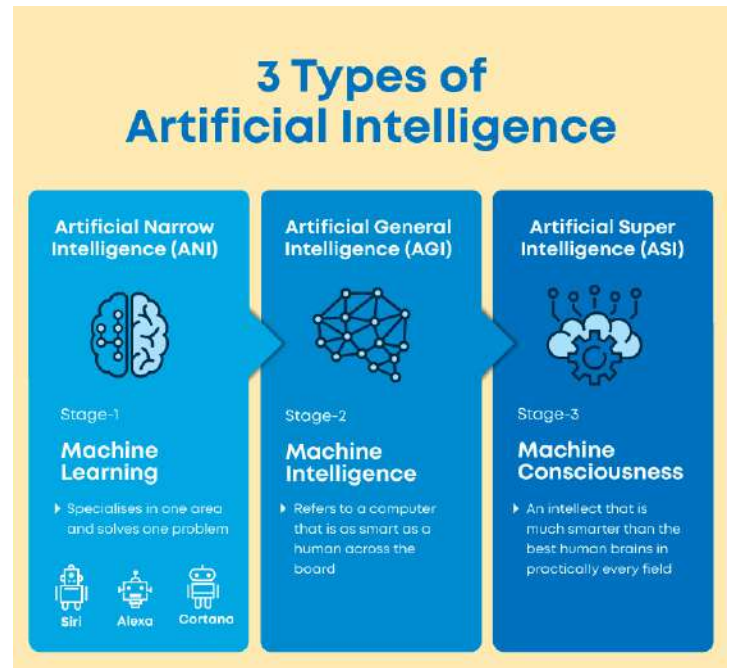 3 Types of
Artificial Intelligence
Artificial Narrow
Intelligence (ANI)
Stage-1
Machine
Learning
Specialises in one area
and solves one problem
Siri
Alexa
Cortana
Artificial General
Intelligence (AGI)
Stage-2
Machine
Intelligence
Refers to a computer
that is as smart as a
human across the
board
Artificial Super
Intelligence (ASI)
Stage-3
Machine
Consciousness
An intellect that is
much smarter than the
best human brains in
practically every field